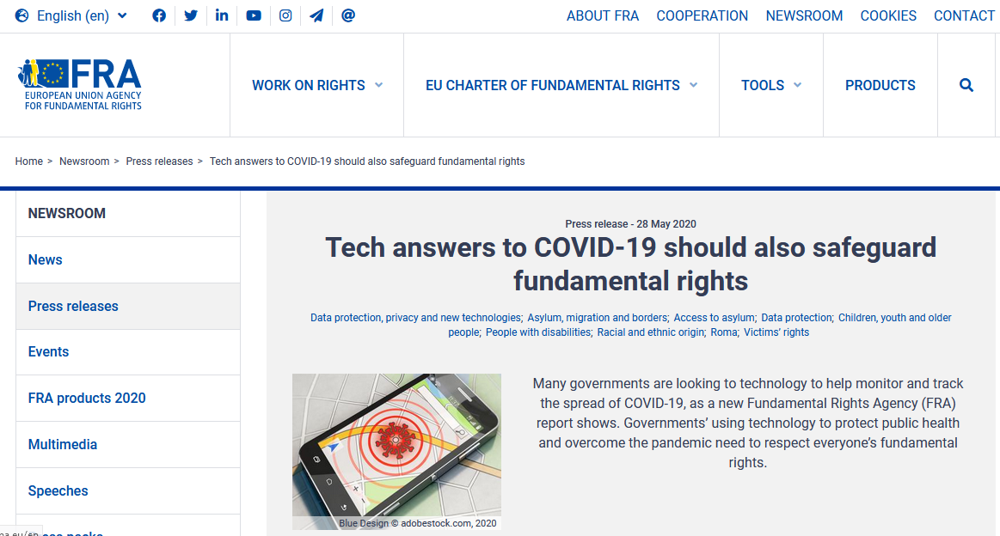 English (en)
ABOUT FRA COOPERATION NEWSROOM COOKIES CONTACT
FRA
EUROPEAN UNION AGENCY
FOR FUNDAMENTAL RIGHTS
WORK ON RIGHTS
EU CHARTER OF FUNDAMENTAL RIGHTS
TOOLS
PRODUCTS
Home > Newsroom > Press releases > Tech answers to COVID-19 should also safeguard fundamental rights
NEWSROOM
News
Press releases
Events
FRA products 2020
Multimedia
Speeches
Press release - 28 May 2020
Tech answers to COVID-19 should also safeguard
fundamental rights
Data protection, privacy and new technologies; Asylum, migration and borders; Access to asylum; Data protection; Children, youth and older
people; People with disabilities; Racial and ethnic origin; Roma; Victims’ rights
Blue Design © adobestock.com, 2020
Many governments are looking to technology to help monitor and track
the spread of COVID-19, as a new Fundamental Rights Agency (FRA)
report shows. Governments’ using technology to protect public health
and overcome the pandemic need to respect everyone’s fundamental
rights.